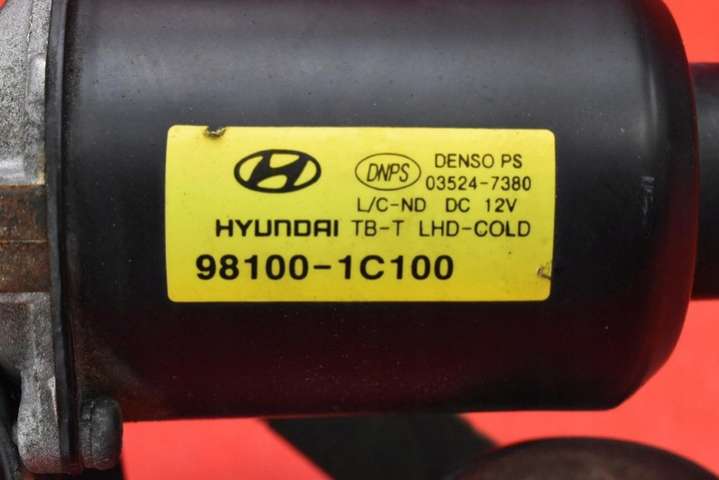 DNPS DENSO PS
03524-7380
L/C-ND DC 12V
HYUNDAI TB-T LHD-COLD
98100-1C100